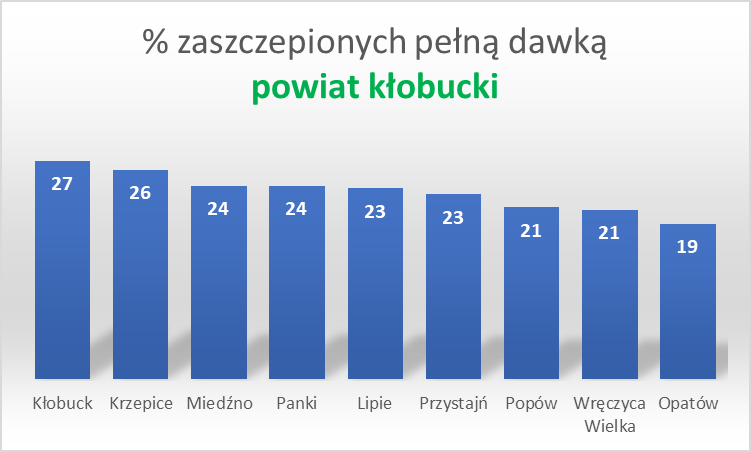 % zaszczepionych pełną dawką
powiat kłobucki
27
26
24
24
23
23
21
21
19
Kłobuck
Krzepice
Miedźno
Panki
Lipie
Przystajń
Popów
Wręczyca
Wielka
Opatów